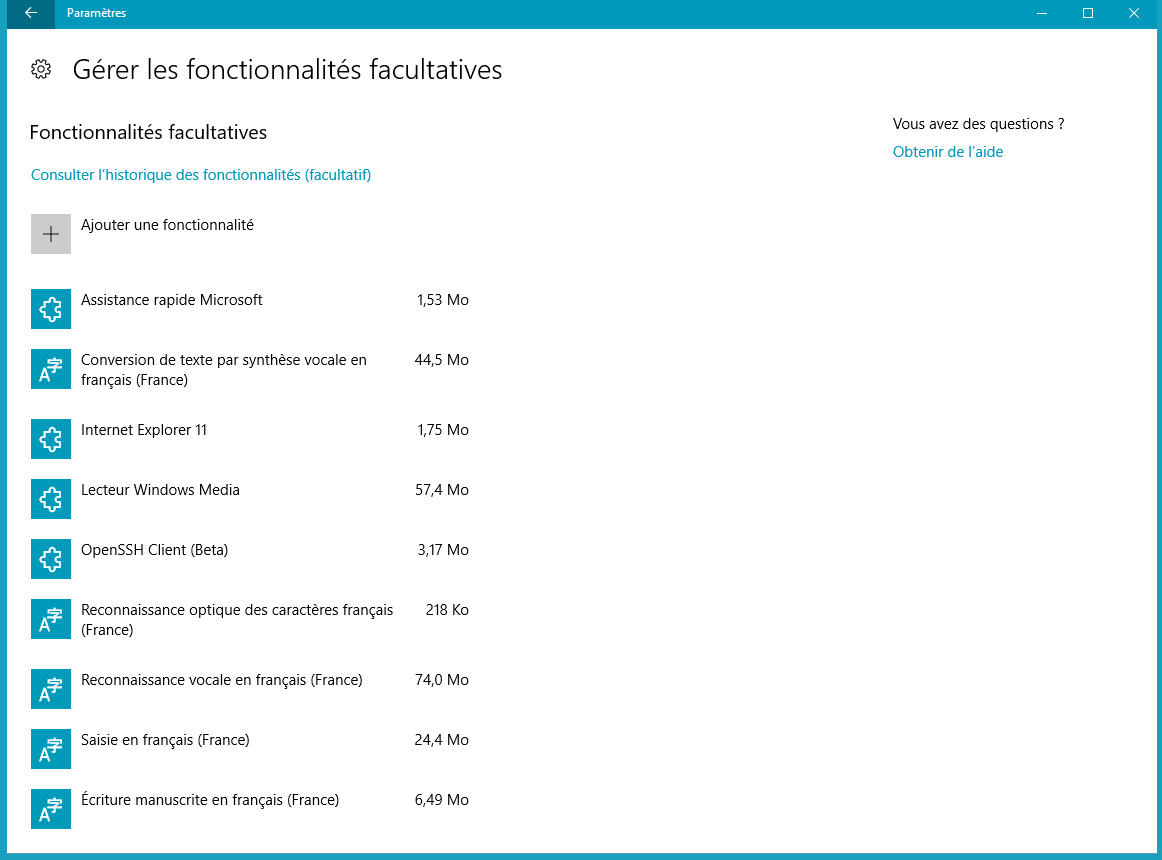 Paramètres
Gérer les fonctionnalités facultatives
Fonctionnalités facultatives
Consulter l’historique des fonctionnalités (facultatif)
Ajouter une fonctionnalité
Assistance rapide Microsoft 1,53 Mo
Conversion de texte par synthèse vocale en 44,5 Mo
français (France)
Internet Explorer 11 1,75 Mo
Lecteur Windows Media 57,4 Mo
OpenSSH Client (Beta) 3,17 Mo
Reconnaissance optique des caractères français 218 Ko
(France)
Reconnaissance vocale en français (France) 74,0 Mo
Saisie en français (France) 24,4 Mo
Écriture manuscrite en français (France) 6,49 Mo
Vous avez des questions ?
Obtenir de l’aide